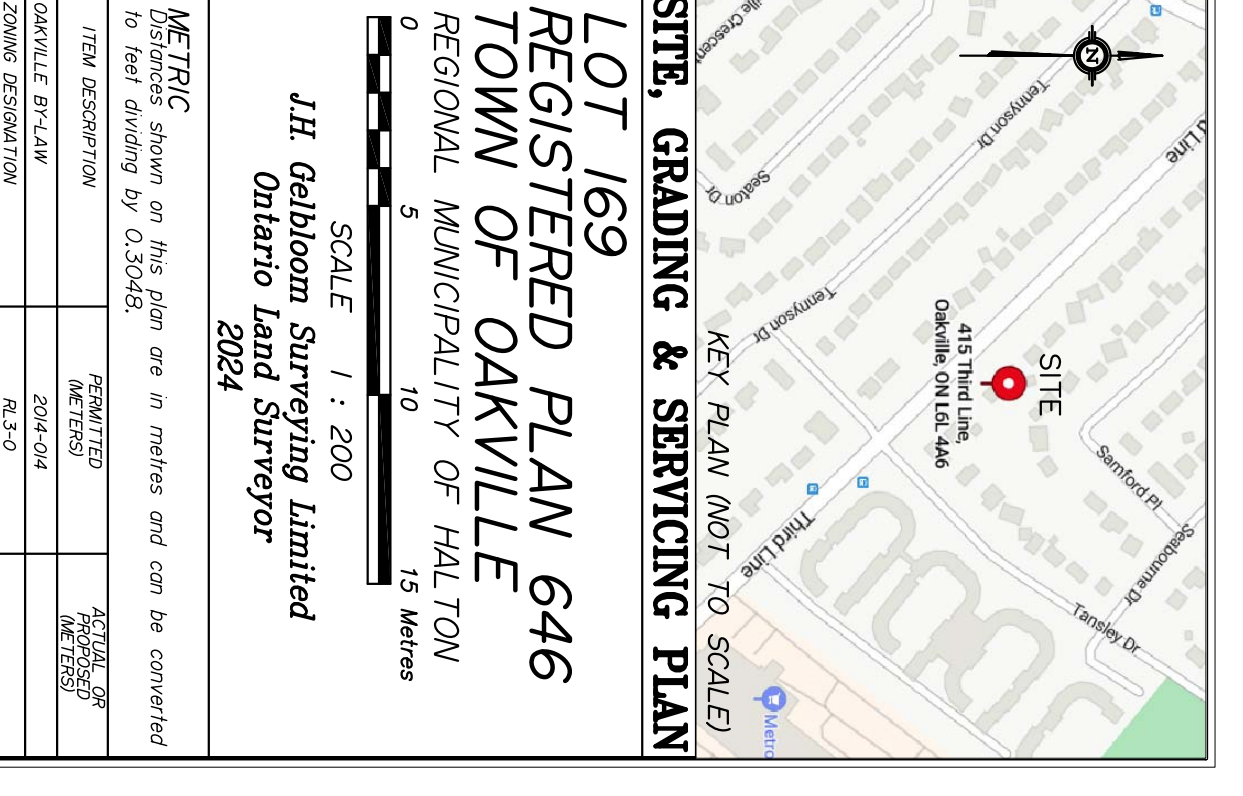 ville Crescent
Tennyson Dr
d Line
Seaton Dr
Tennyson Dr
SITE
415 Third Line,
Oakville, ON L6L 4A6
Samford Pl
Seabourne Dr
Third Line
Tansley Dr
Metro
KEY PLAN (NOT TO SCALE)
SITE, GRADING & SERVICING PLAN
LOT 169
REGISTERED PLAN 646
TOWN OF OAKVILLE
REGIONAL MUNICIPALITY OF HALTON
0 5 10 15 Metres
SCALE 1 : 200
J.H. Gelbloom Surveying Limited
Ontario Land Surveyor
2024
METRIC
Distances shown on this plan are in metres and can be converted
to feet dividing by 0.3048.
ITEM DESCRIPTION PERMITTED (METERS) ACTUAL OR PROPOSED (METERS)
OAKVILLE BY-LAW 2014-014
ZONING DESIGNATION RL3-0
N